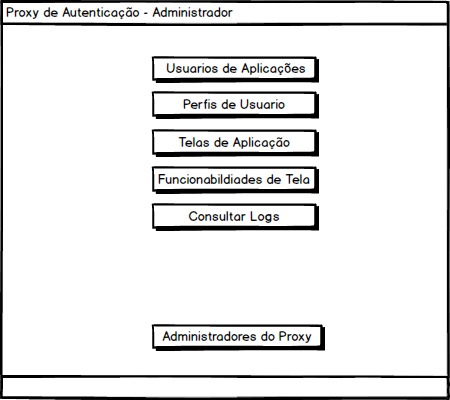 Proxy de Autenticação - Administrador
Usuarios de Aplicações
Perfis de Usuario
Telas de Aplicação
Funcionabildiades de Tela
Consultar Logs
Administradores do Proxy